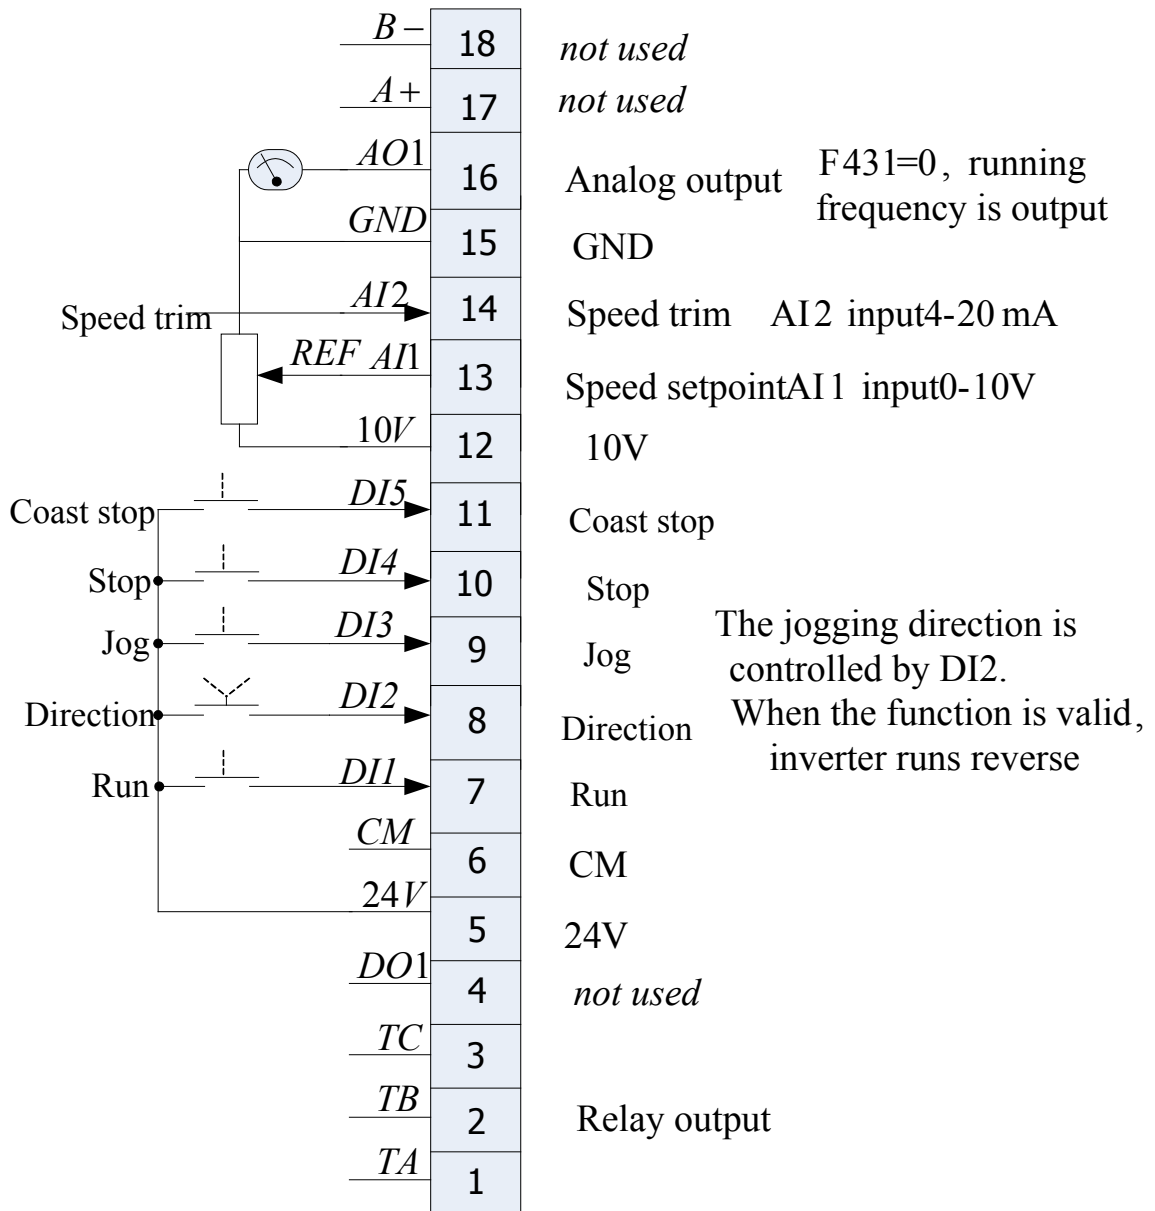 B – 18 not used
A + 17 not used
AO1 16 Analog output F431=0, running
frequency is output
GND 15 GND
Speed trim AI2 14 Speed trim AI2 input4-20 mA
REF AI1 13 Speed setpointAI1 input0-10V
10V 12 10V
Coast stop DI5 11 Coast stop
Stop DI4 10 Stop
Jog DI3 9 Jog The jogging direction is
controlled by DI2.
Direction DI2 8 Direction When the function is valid,
inverter runs reverse
Run DI1 7 Run
CM 6 CM
24V 5 24V
DO1 4 not used
TC 3
TB 2 Relay output
TA 1